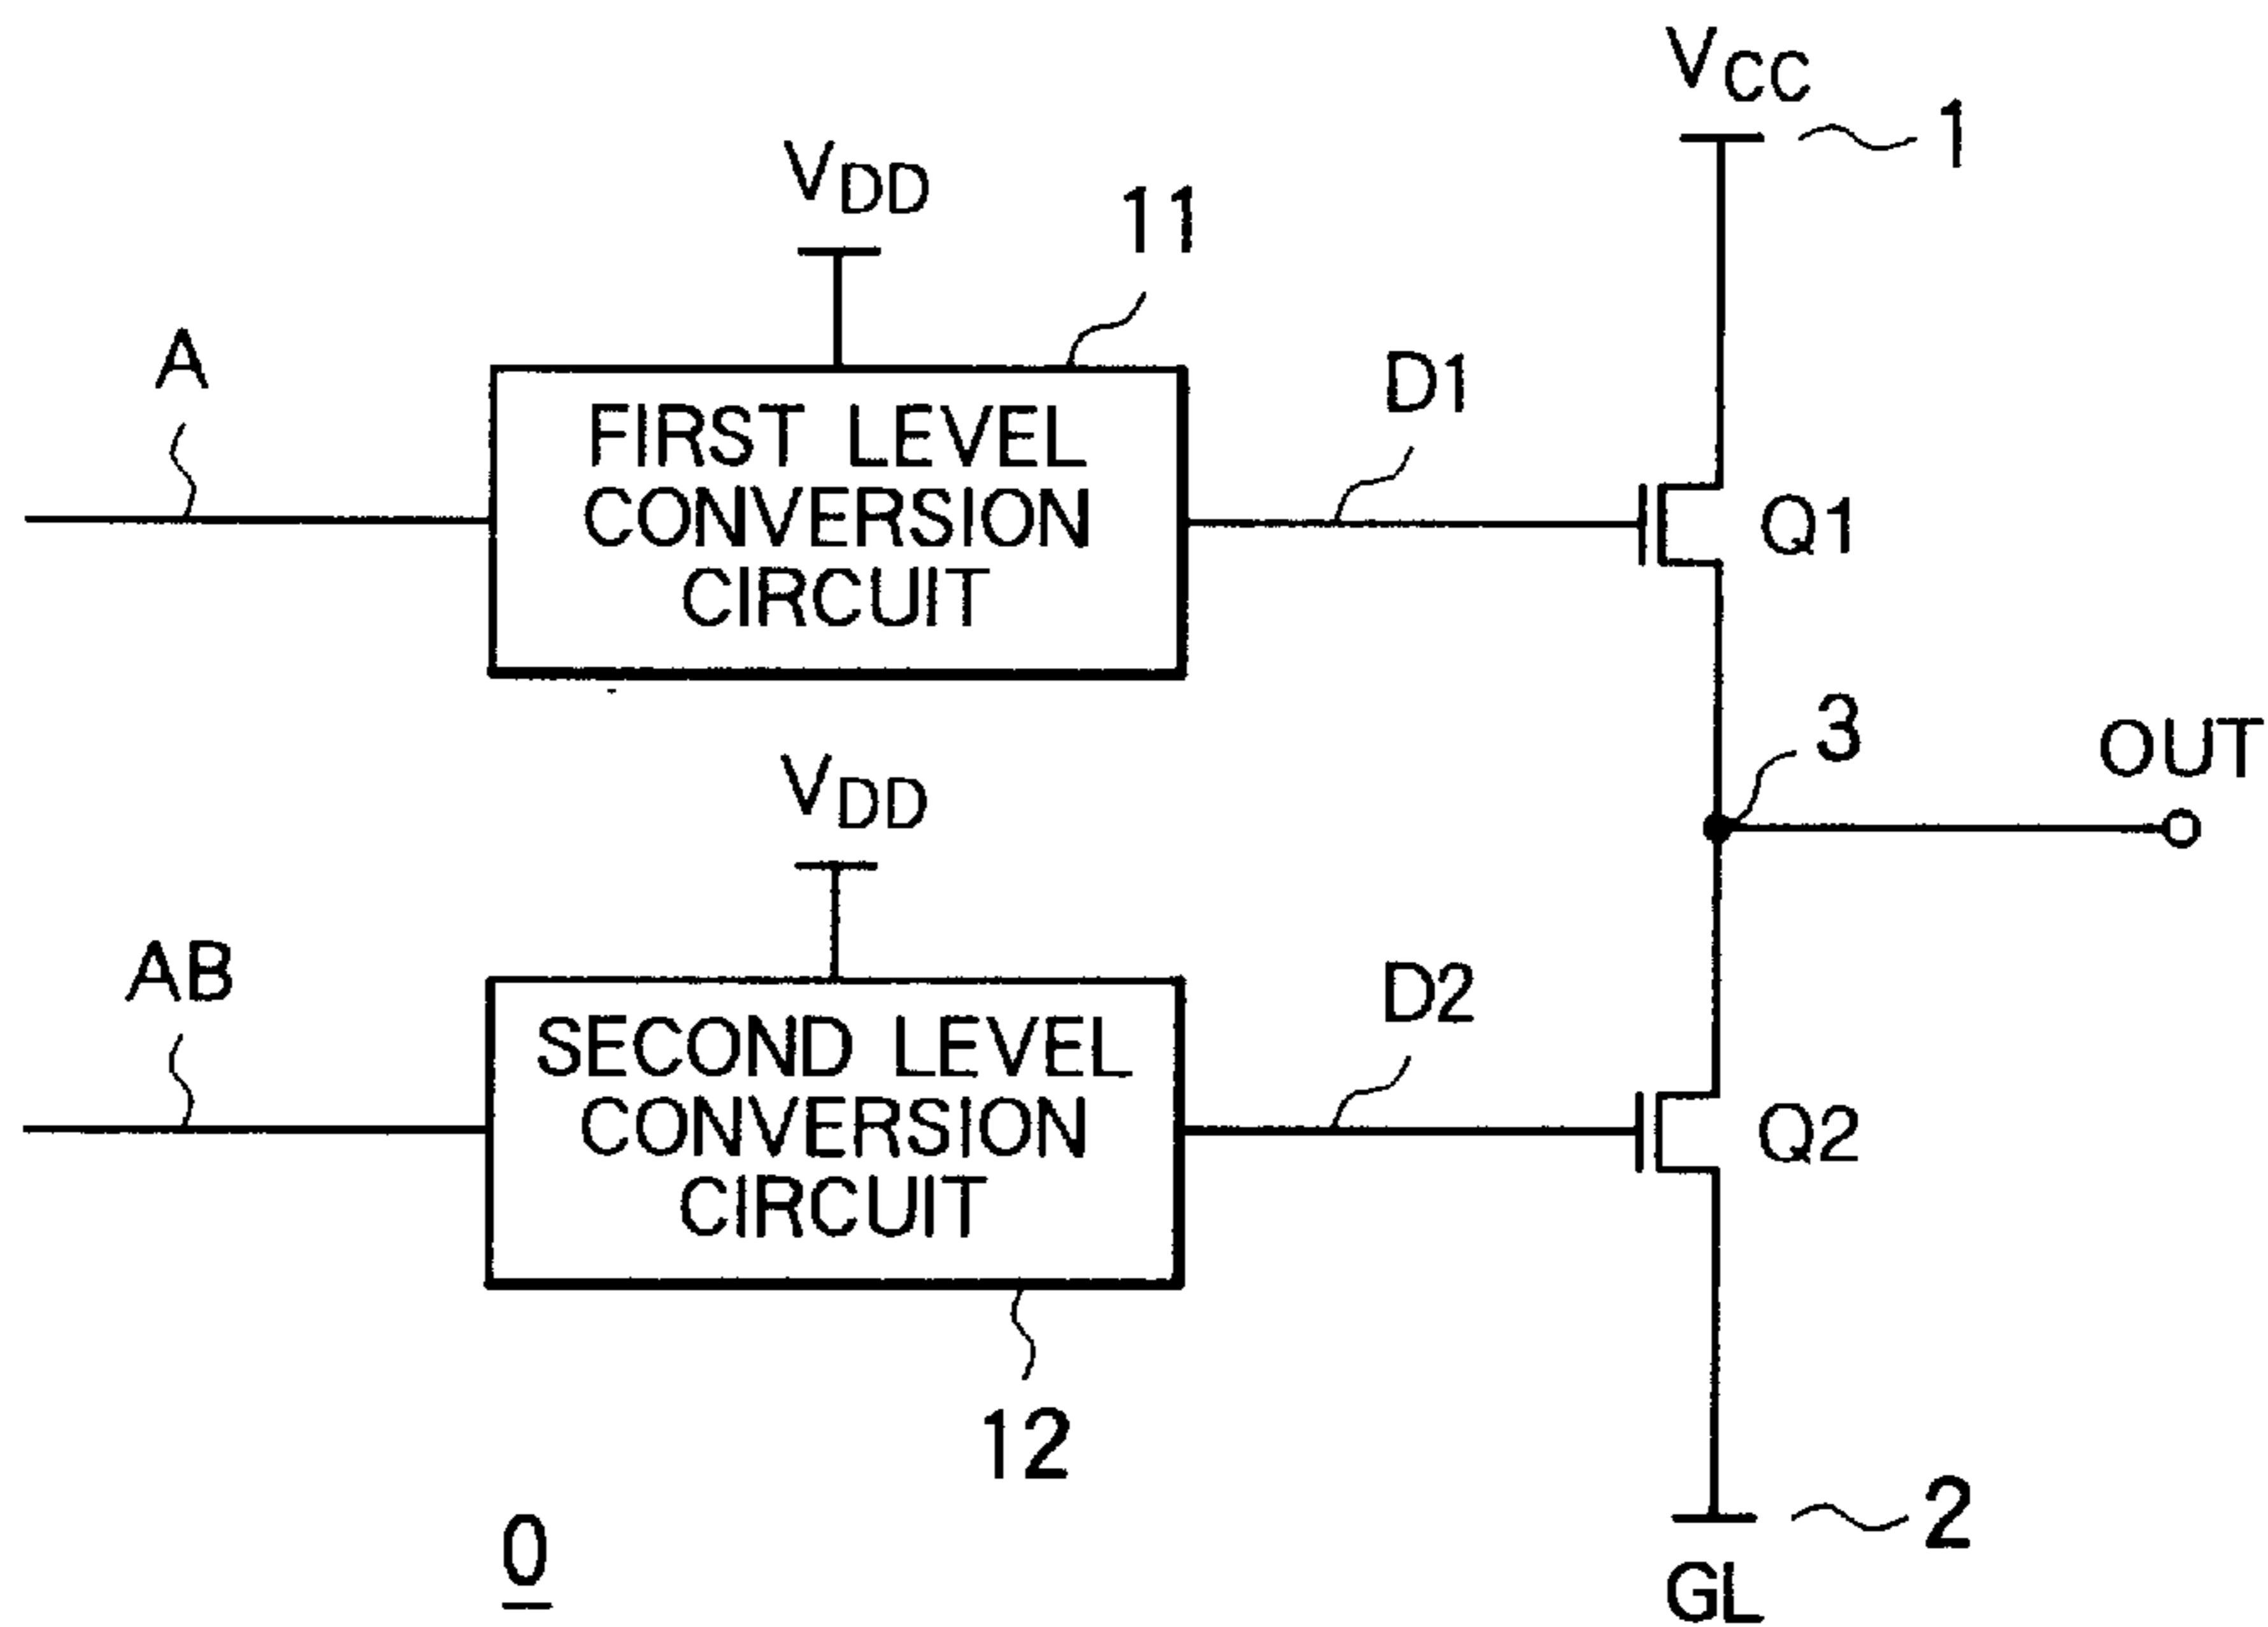 VCC
1
VDD
11
A
FIRST LEVEL
CONVERSION
CIRCUIT
D1
Q1
3
OUT
VDD
AB
SECOND LEVEL
CONVERSION
CIRCUIT
D2
Q2
12
2
0
GL